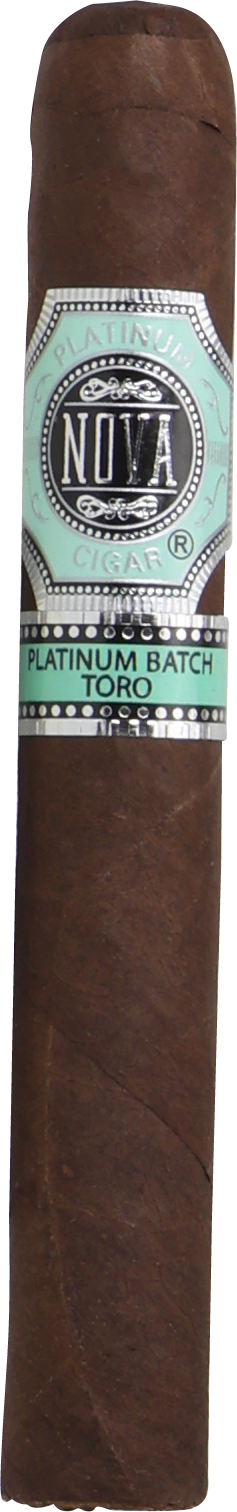 PLATINUM
NOVA
CIGAR ®
PLATINUM BATCH
TORO